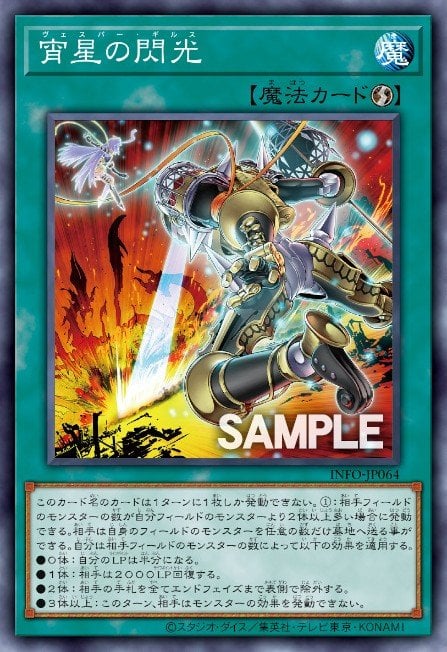 ヴェスパー・ギルス
宵星の閃光
魔
まほう
【魔法カード】
SAMPLE
INFO-JP064
このカード名のカードは1ターンに1枚しか発動できない。①:相手フィールド
のモンスターの数が自分フィールドのモンスターより2体以上多い場合に発動
できる。相手は自身のフィールドのモンスターを任意の数だけ墓地へ送る事が
できる。自分は相手フィールドのモンスターの数によって以下の効果を適用する。
●0体:自分のLPは半分になる。
●1体:相手は2000LP回復する。
●2体:相手の手札を全てエンドフェイズまで表側で除外する。
●3体以上:このターン、相手はモンスターの効果を発動できない。
©スタジオ・ダイス/集英社・テレビ東京・KONAMI